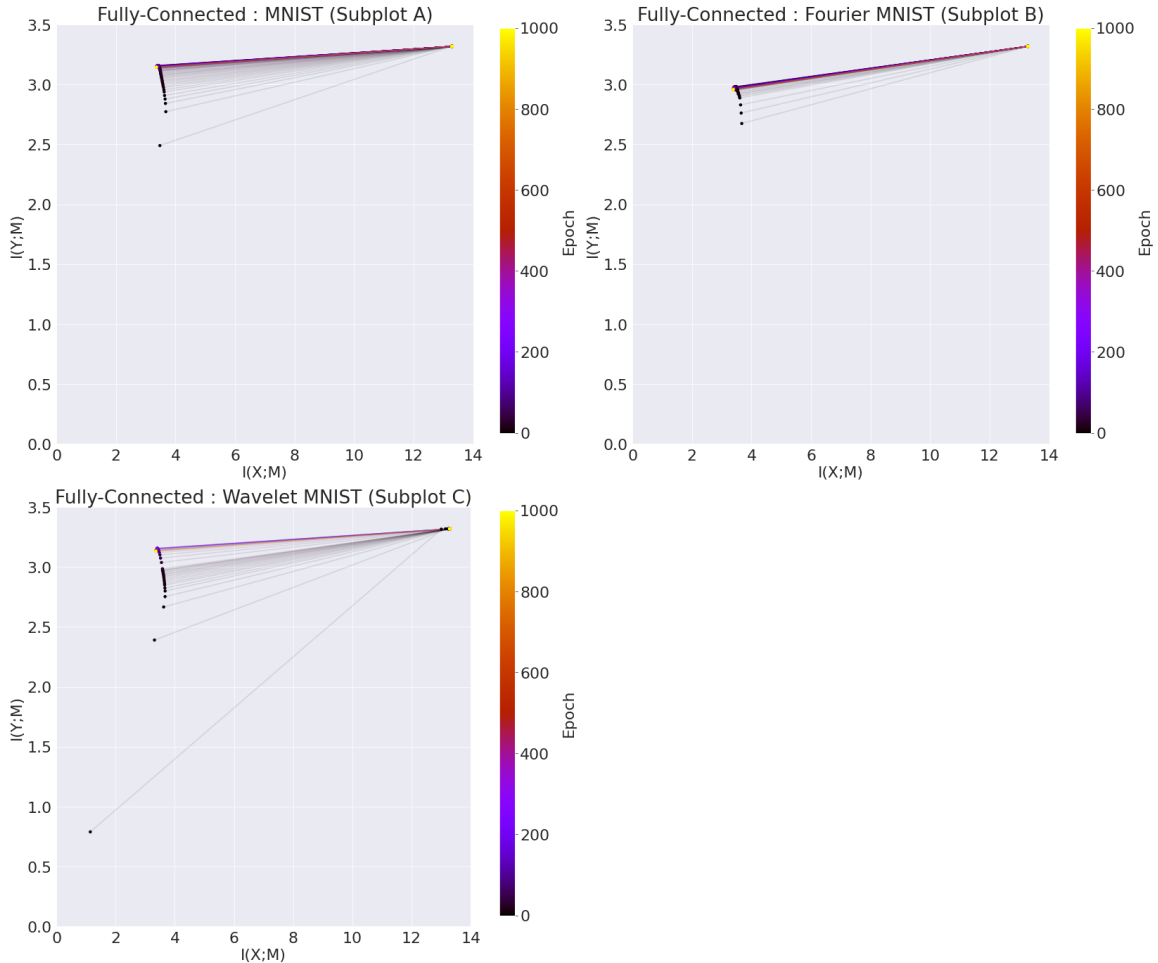 Fully-Connected : MNIST (Subplot A)
3.5
3.0
2.5
2.0
1.5
1.0
0.5
0.0
I(Y;M)
0 2 4 6 8 10 12 14
I(X;M)
1000
800
600
400
200
0
Epoch
Fully-Connected : Fourier MNIST (Subplot B)
3.5
3.0
2.5
2.0
1.5
1.0
0.5
0.0
I(Y;M)
0 2 4 6 8 10 12 14
I(X;M)
1000
800
600
400
200
0
Epoch
Fully-Connected : Wavelet MNIST (Subplot C)
3.5
3.0
2.5
2.0
1.5
1.0
0.5
0.0
I(Y;M)
0 2 4 6 8 10 12 14
I(X;M)
1000
800
600
400
200
0
Epoch